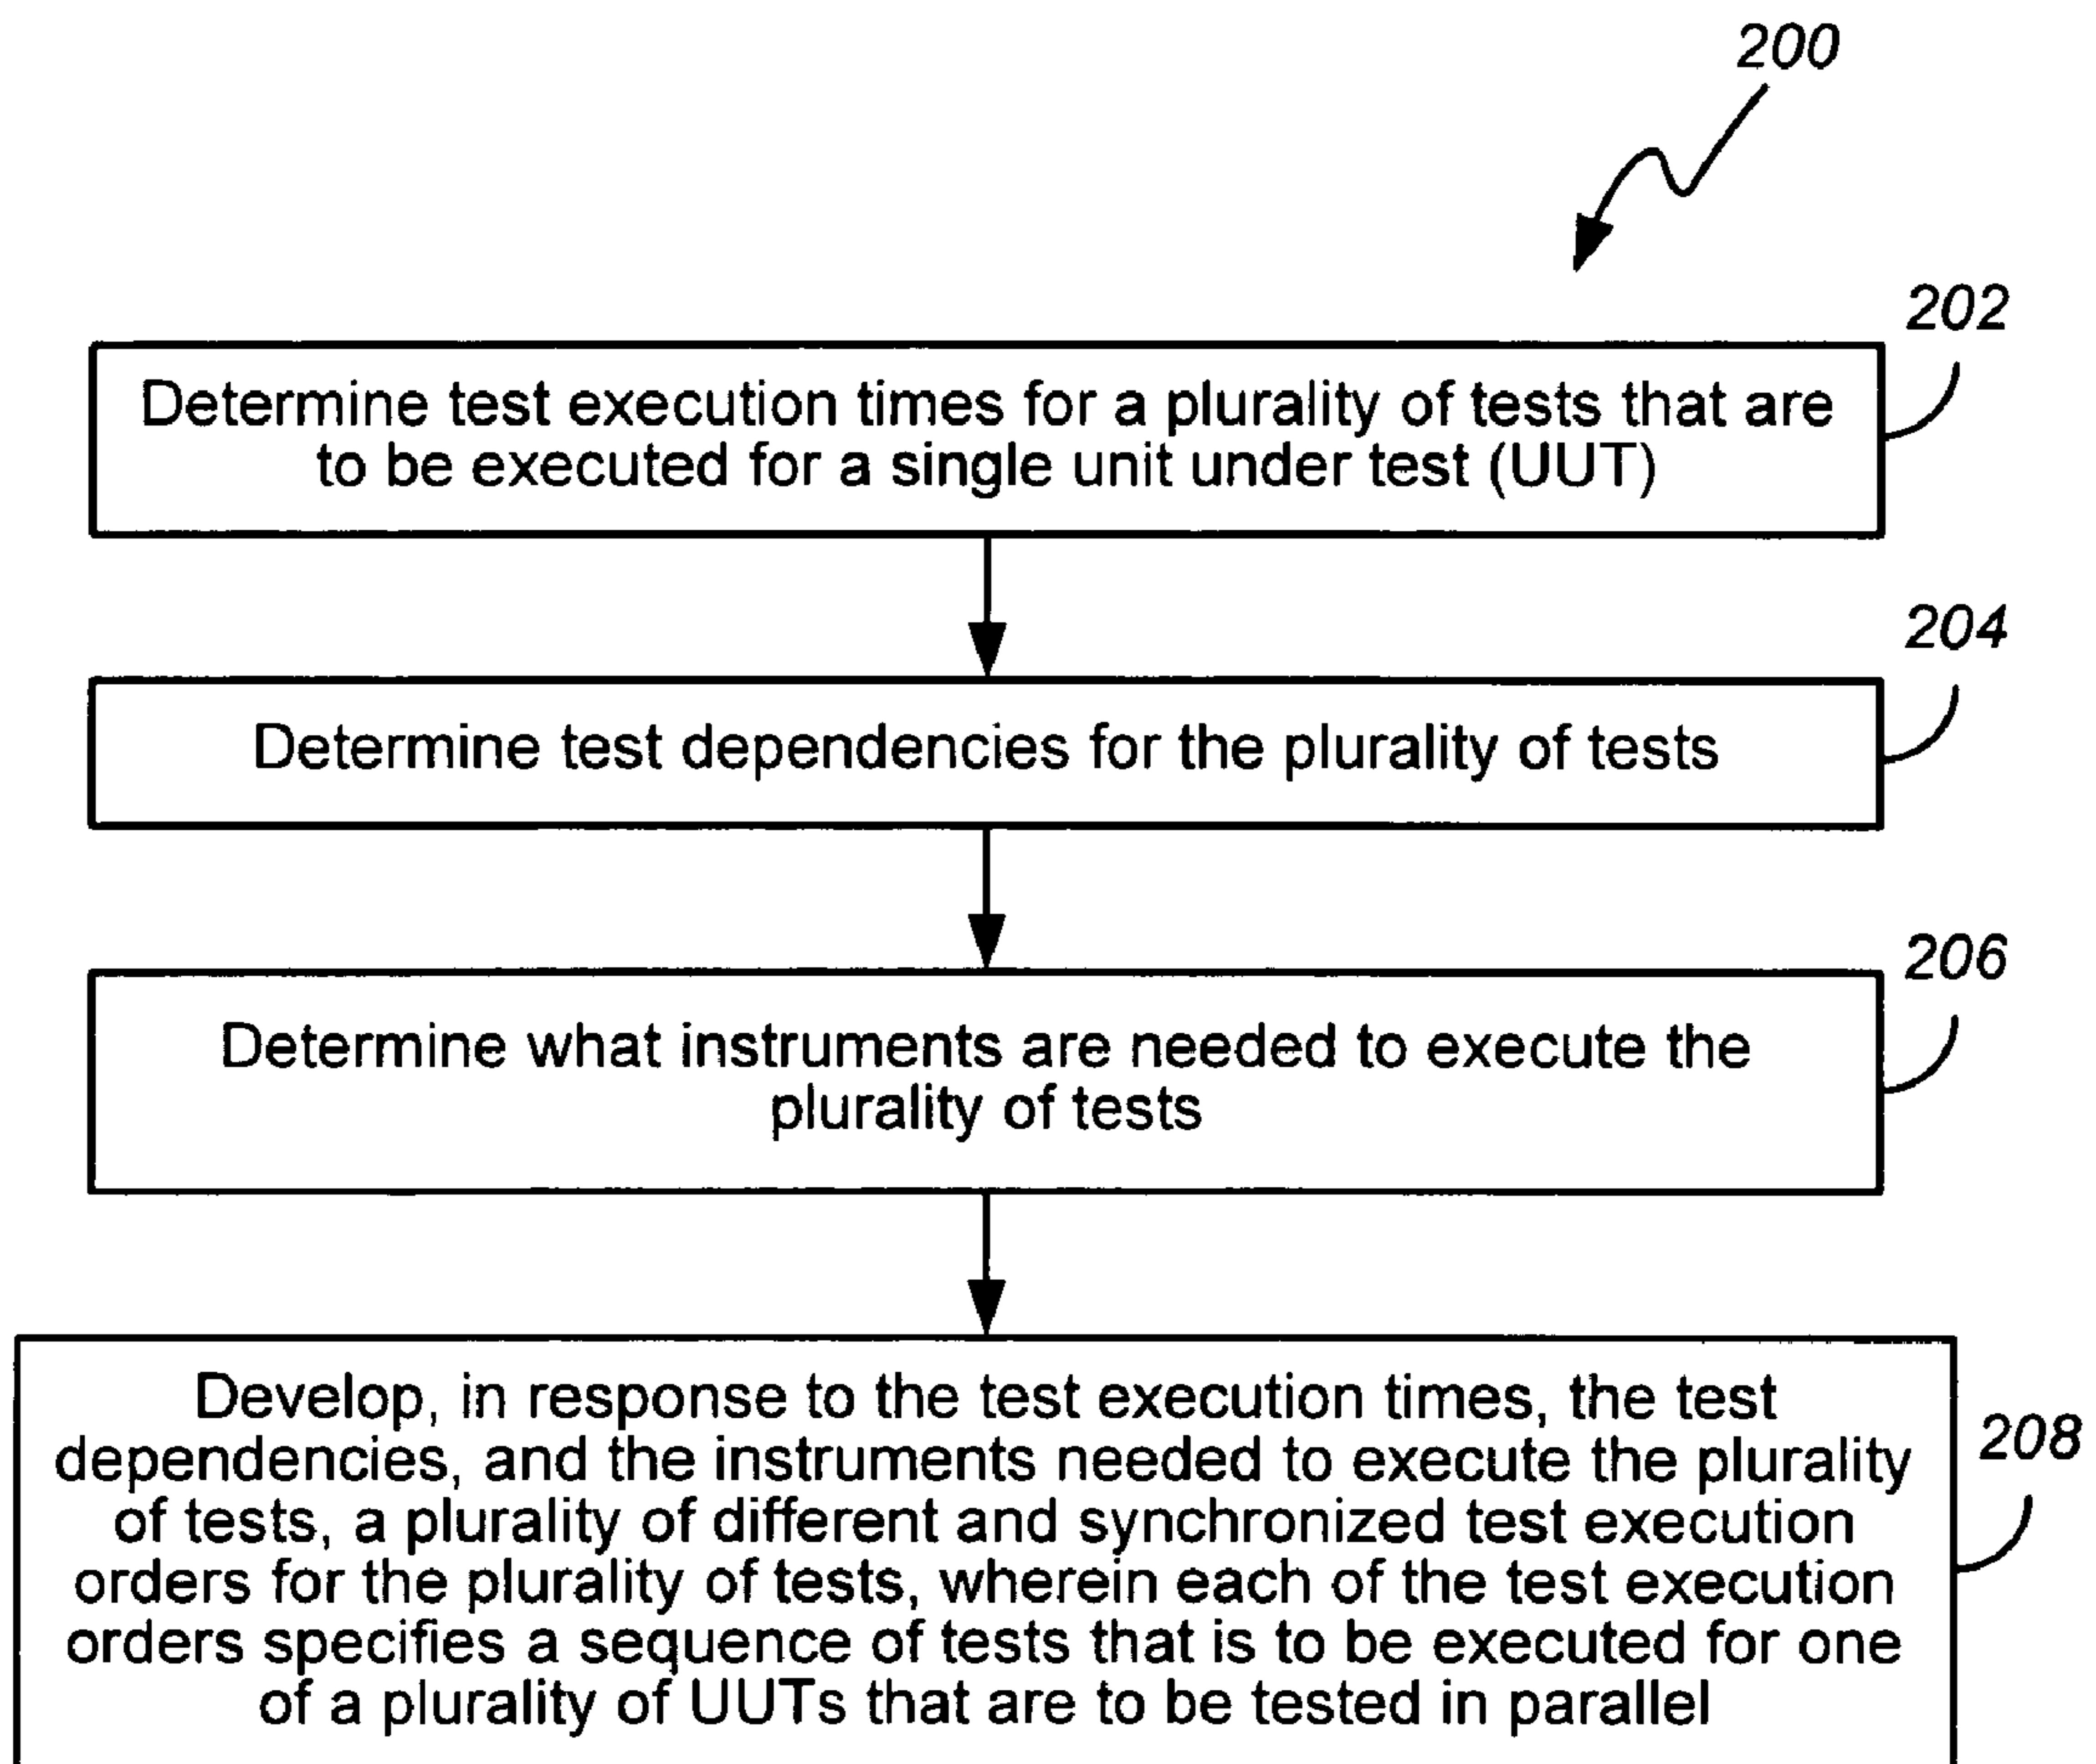 200
202
Determine test execution times for a plurality of tests that are
to be executed for a single unit under test (UUT)
204
Determine test dependencies for the plurality of tests
206
Determine what instruments are needed to execute the
plurality of tests
208
Develop, in response to the test execution times, the test
dependencies, and the instruments needed to execute the plurality
of tests, a plurality of different and synchronized test execution
orders for the plurality of tests, wherein each of the test execution
orders specifies a sequence of tests that is to be executed for one
of a plurality of UUTs that are to be tested in parallel